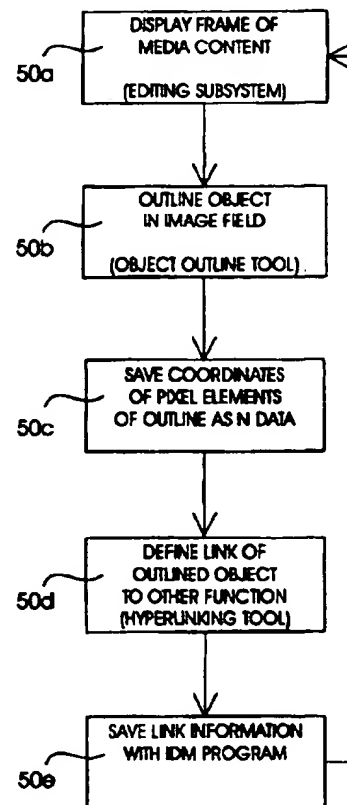 50a
DISPLAY FRAME OF
MEDIA CONTENT
(EDITING SUBSYSTEM)
50b
OUTLINE OBJECT
IN IMAGE FIELD
(OBJECT OUTLINE TOOL)
50c
SAVE COORDINATES
OF PIXEL ELEMENTS
OF OUTLINE AS N DATA
50d
DEFINE LINK OF
OUTLINED OBJECT
TO OTHER FUNCTION
(HYPERLINKING TOOL)
50e
SAVE LINK INFORMATION
WITH IDM PROGRAM